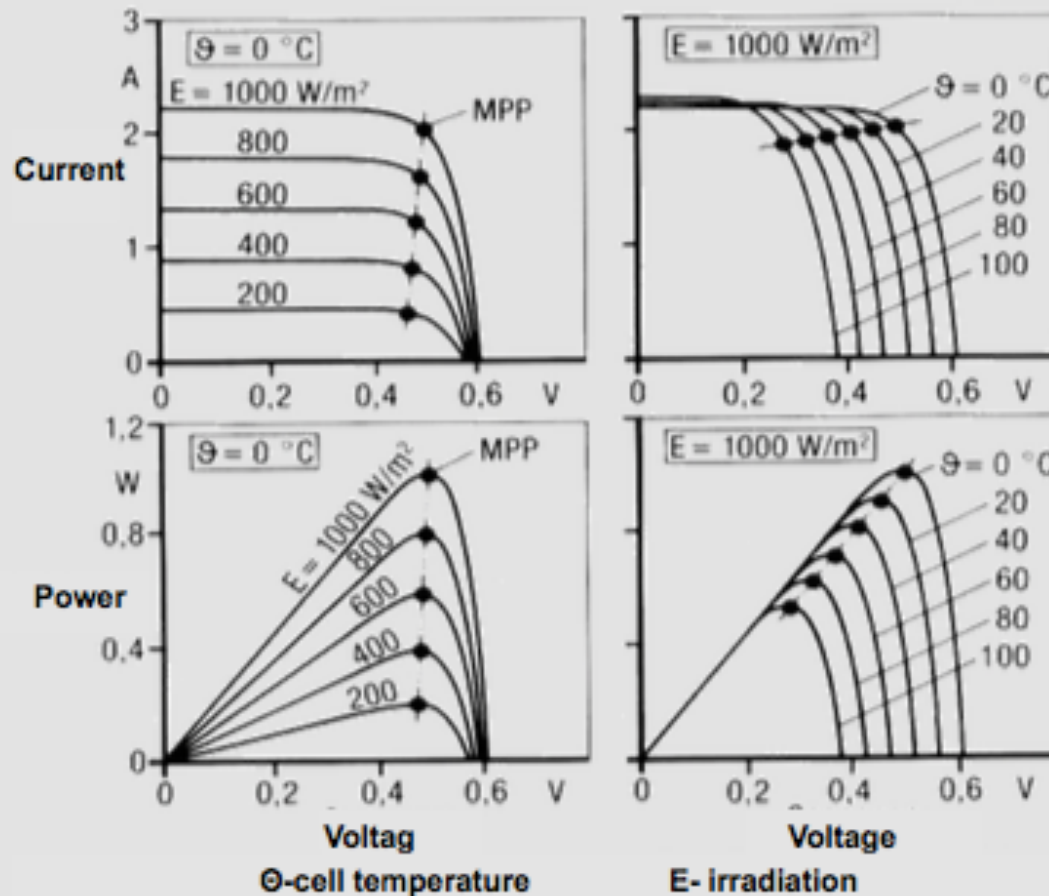 3
ϑ = 0 °C
A
E = 1000 W/m²
MPP
2
800
Current
600
1
400
200
0
0 0,2 0,4 0,6 V
E = 1000 W/m²
ϑ = 0 °C
20
40
60
80
100
0 0,2 0,4 0,6 V
1,2
ϑ = 0 °C
W
MPP
E = 1000 W/m²
0,8
800
600
Power
0,4
400
200
0
0 0,2 0,4 0,6 V
E = 1000 W/m²
ϑ = 0 °C
20
40
60
80
100
0 0,2 0,4 0,6 V
Voltag Voltage
Θ-cell temperature E- irradiation